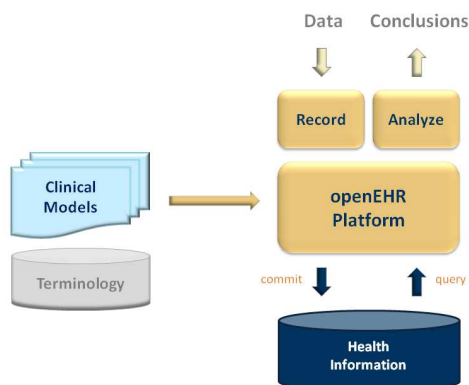 Data
Conclusions
Record
Analyze
Clinical
Models
openEHR
Platform
Terminology
commit
query
Health
Information